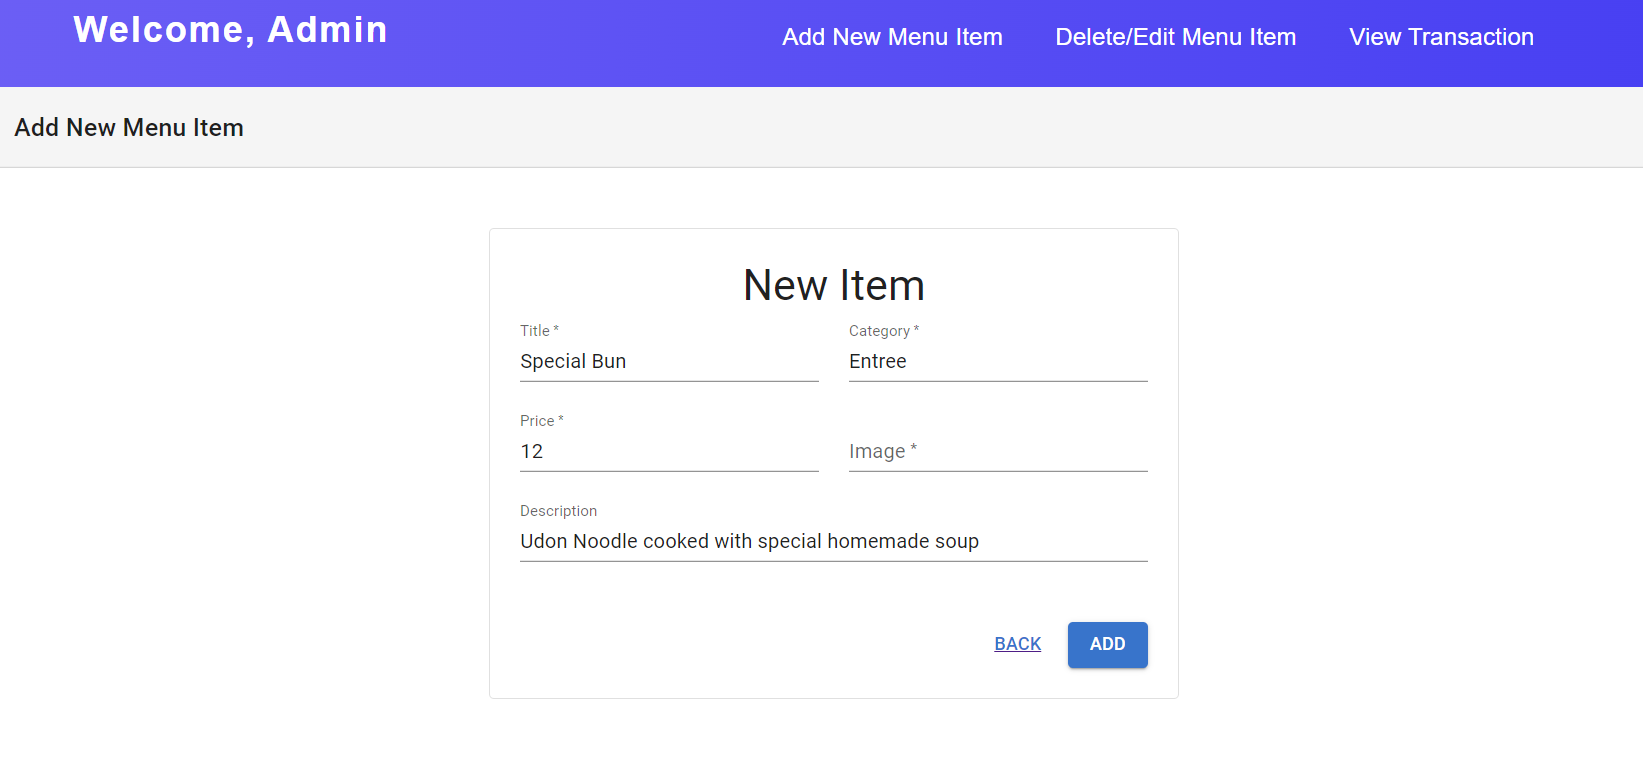 Welcome, Admin
Add New Menu Item Delete/Edit Menu Item View Transaction
Add New Menu Item
New Item
Title * Category *
Special Bun Entree
Price *
12 Image *
Description
Udon Noodle cooked with special homemade soup
BACK ADD